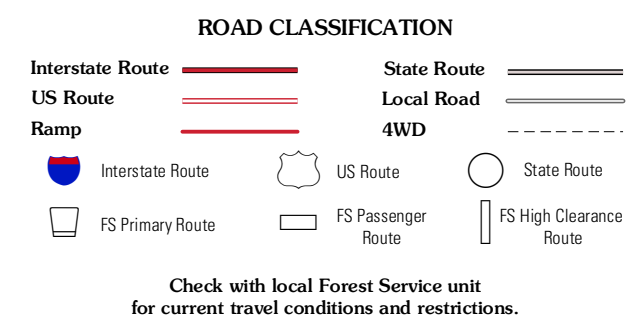 ROAD CLASSIFICATION
Interstate Route
State Route
US Route
Local Road
Ramp
4WD
Interstate Route
US Route
State Route
FS Primary Route
FS Passenger
Route
FS High Clearance
Route
Check with local Forest Service unit
for current travel conditions and restrictions.